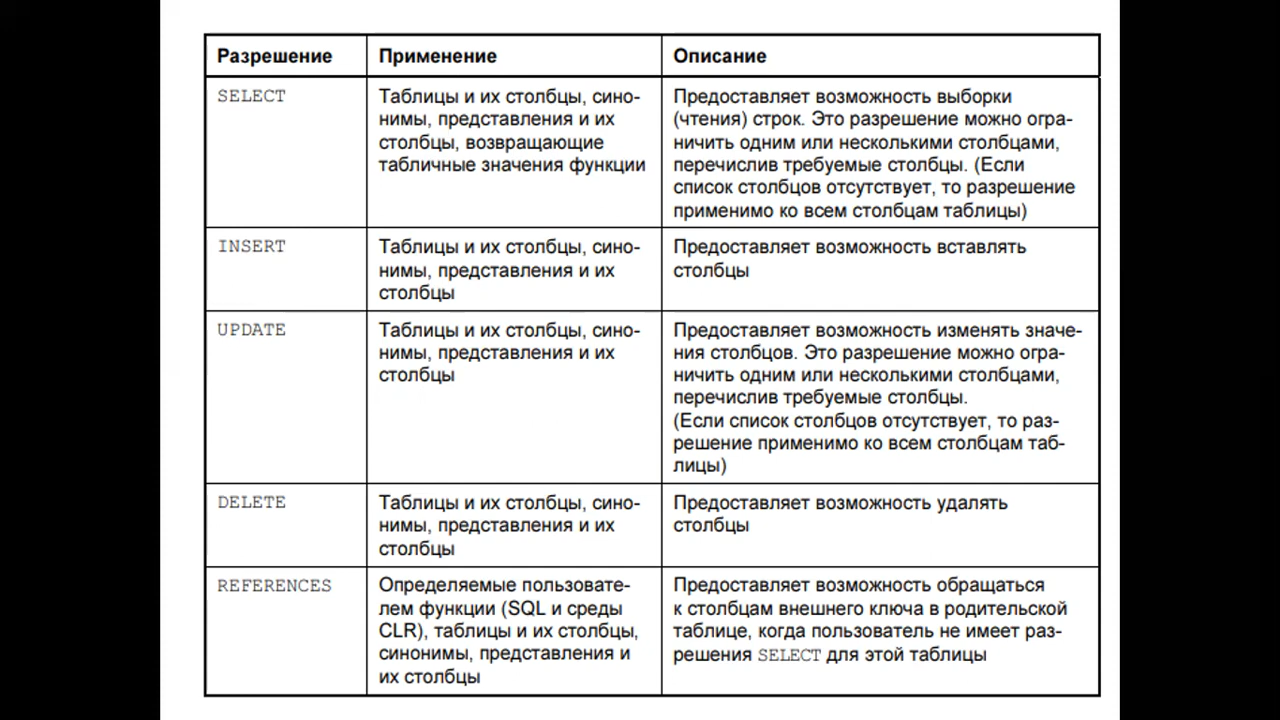 Разрешение
Применение
Описание
SELECT
Таблицы и их столбцы, сино-
нимы, представления и их
столбцы, возвращающие
табличные значения функции
Предоставляет возможность выборки
(чтения) строк. Это разрешение можно огра-
ничить одним или несколькими столбцами,
перечислив требуемые столбцы. (Если
список столбцов отсутствует, то разрешение
применимо ко всем столбцам таблицы)
INSERT
Таблицы и их столбцы, сино-
нимы, представления и их
столбцы
Предоставляет возможность вставлять
столбцы
UPDATE
Таблицы и их столбцы, сино-
нимы, представления и их
столбцы
Предоставляет возможность изменять значе-
ния столбцов. Это разрешение можно огра-
ничить одним или несколькими столбцами,
перечислив требуемые столбцы.
(Если список столбцов отсутствует, то раз-
решение применимо ко всем столбцам таб-
лицы)
DELETE
Таблицы и их столбцы, сино-
нимы, представления и их
столбцы
Предоставляет возможность удалять
столбцы
REFERENCES
Определяемые пользовате-
лем функции (SQL и среды
CLR), таблицы и их столбцы,
синонимы, представления и
их столбцы
Предоставляет возможность обращаться
к столбцам внешнего ключа в родительской
таблице, когда пользователь не имеет раз-
решения SELECT для этой таблицы